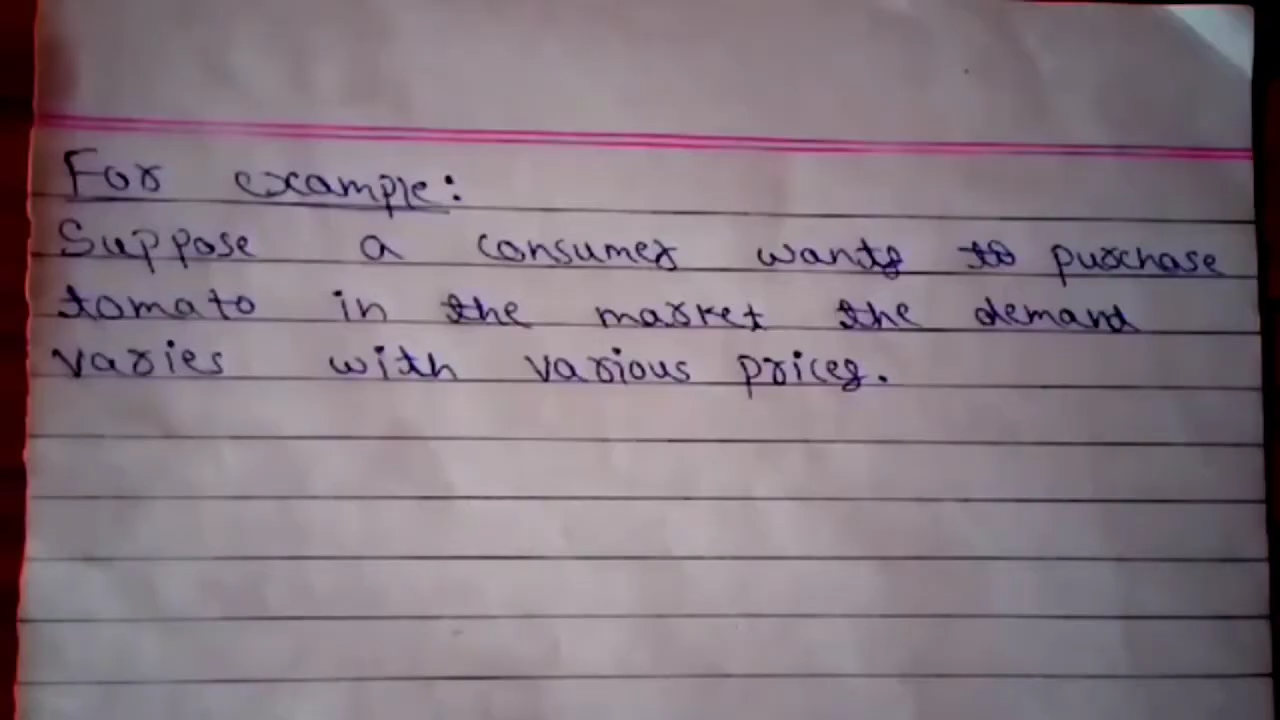 For example:
Suppose a consumer wants to purchase
tomato in the market the demand
varies with various prices.